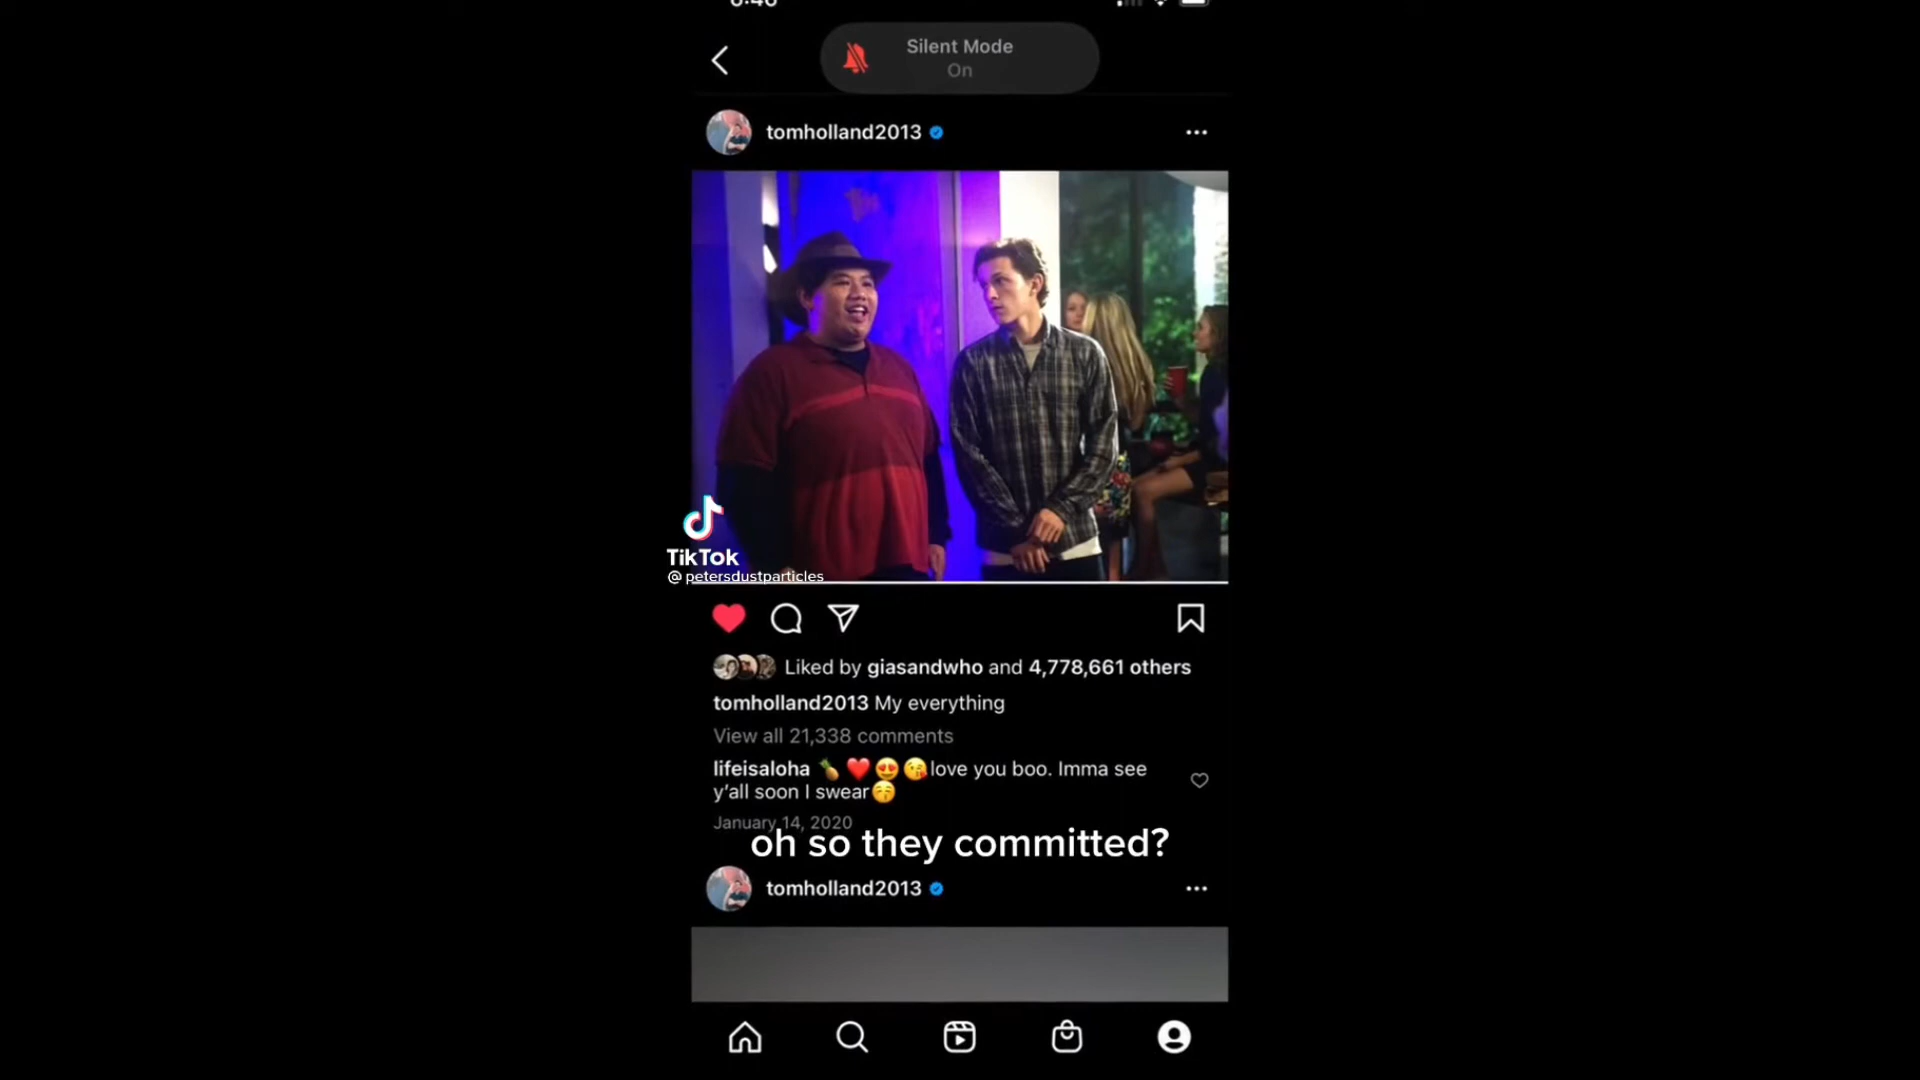 Silent Mode
On
tomholland2013
TikTok
@petersdustparticles
Liked by giasandwho and 4,778,661 others
tomholland2013 My everything
View all 21,338 comments
lifeisaloha 🍍❤️😍😘love you boo. Imma see
y'all soon I swear😚
January 14, 2020
oh so they committed?
tomholland2013